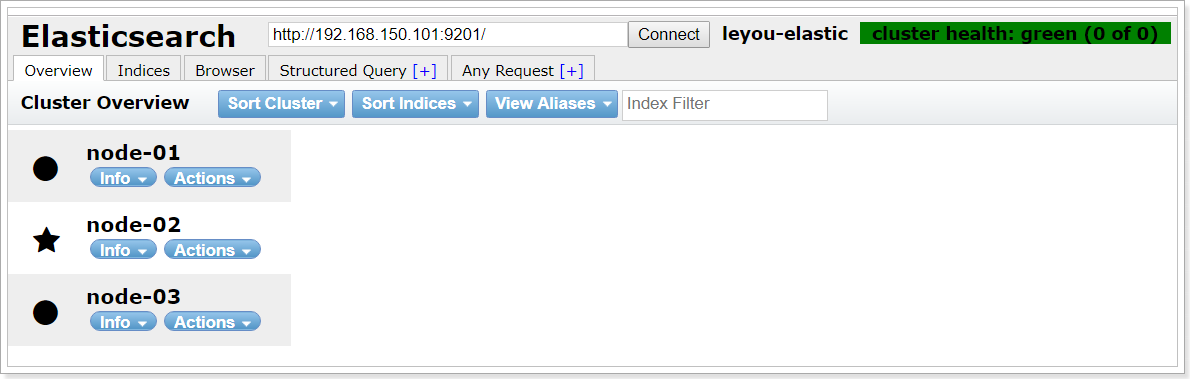 Elasticsearch http://192.168.150.101:9201/ Connect leyou-elastic cluster health: green (0 of 0)
Overview Indices Browser Structured Query [+] Any Request [+]
Cluster Overview Sort Cluster Sort Indices View Aliases Index Filter
node-01
Info Actions
node-02
Info Actions
node-03
Info Actions